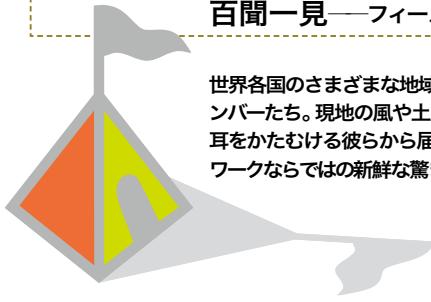 百聞一見──フィー
世界各国のさまざまな地域
ンバーたち。現地の風や土
耳をかたむける彼らから届
ワークならではの新鮮な驚